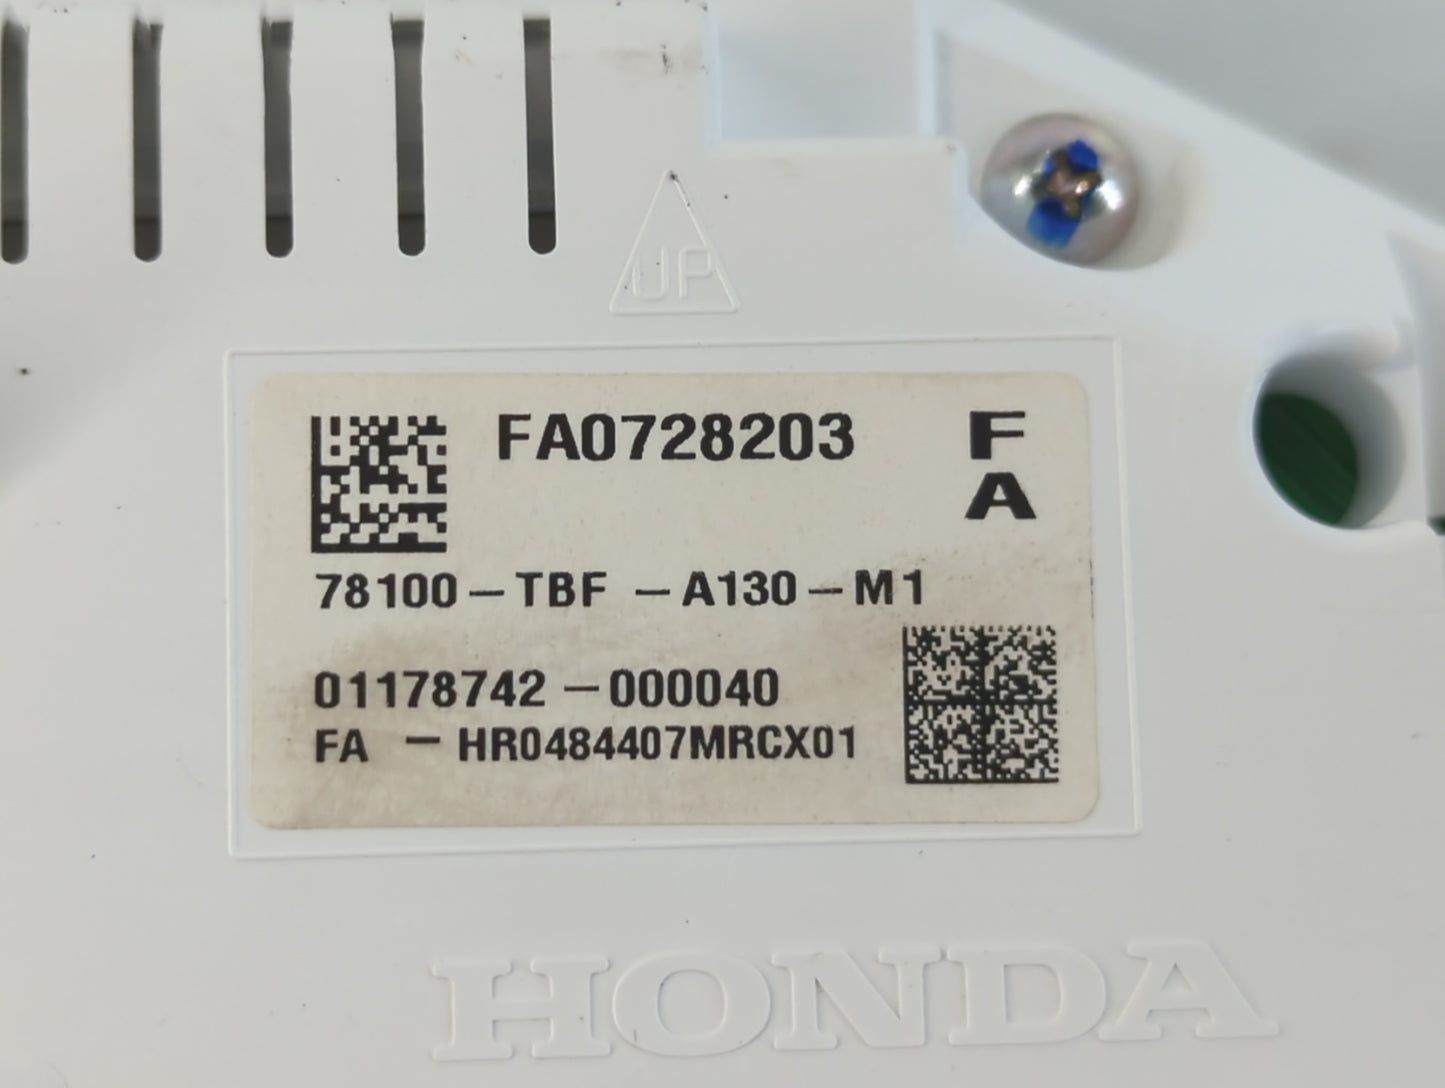 UP
FA0728203
F
A
78100-TBF -A130-M1
01178742-000040
FA -HR0484407MRCX01
HONDA